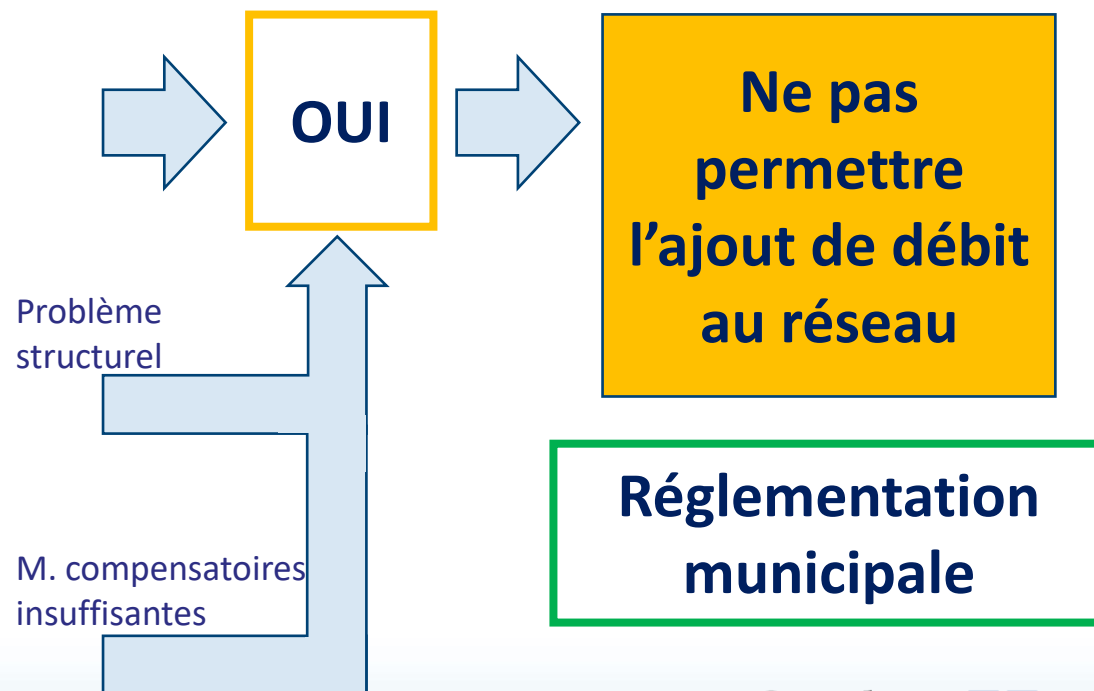 OUI
Ne pas
permettre
l’ajout de débit
au réseau
Problème
structurel
Réglementation
municipale
M. compensatoires
insuffisantes